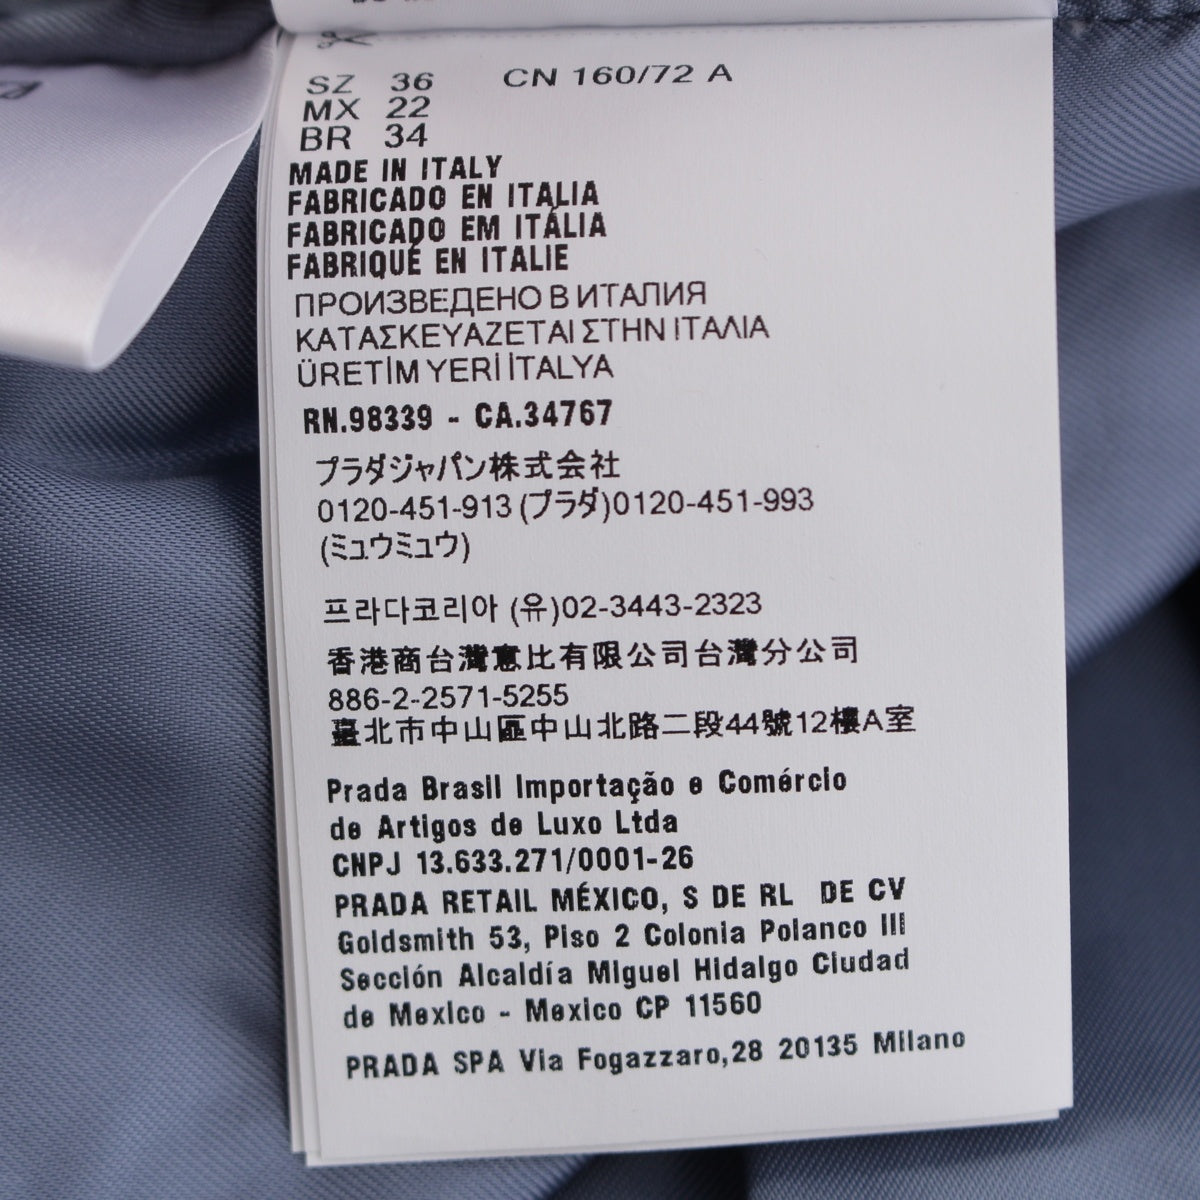 SZ 36 CN 160/72 A
MX 22
BR 34
MADE IN ITALY
FABRICADO EN ITALIA
FABRICADO EM ITÁLIA
FABRIQUÉ EN ITALIE
ПРОИЗВЕДЕНО В ИТАЛИЯ
ΚΑΤΑΣΚΕΥΑΖΕΤΑΙ ΣΤΗΝ ΙΤΑΛΙΑ
ÜRETİM YERİ İTALYA
RN.98339 - CA.34767
プラダジャパン株式会社
0120-451-913 (プラダ)0120-451-993
(ミュウミュウ)
프라다코리아 (유)02-3443-2323
香港商台灣意比有限公司台灣分公司
886-2-2571-5255
臺北市中山區中山北路二段44號12樓A室
Prada Brasil Importação e Comércio
de Artigos de Luxo Ltda
CNPJ 13.633.271/0001-26
PRADA RETAIL MÉXICO, S DE RL DE CV
Goldsmith 53, Piso 2 Colonia Polanco III
Sección Alcaldía Miguel Hidalgo Ciudad
de Mexico - Mexico CP 11560
PRADA SPA Via Fogazzaro,28 20135 Milano